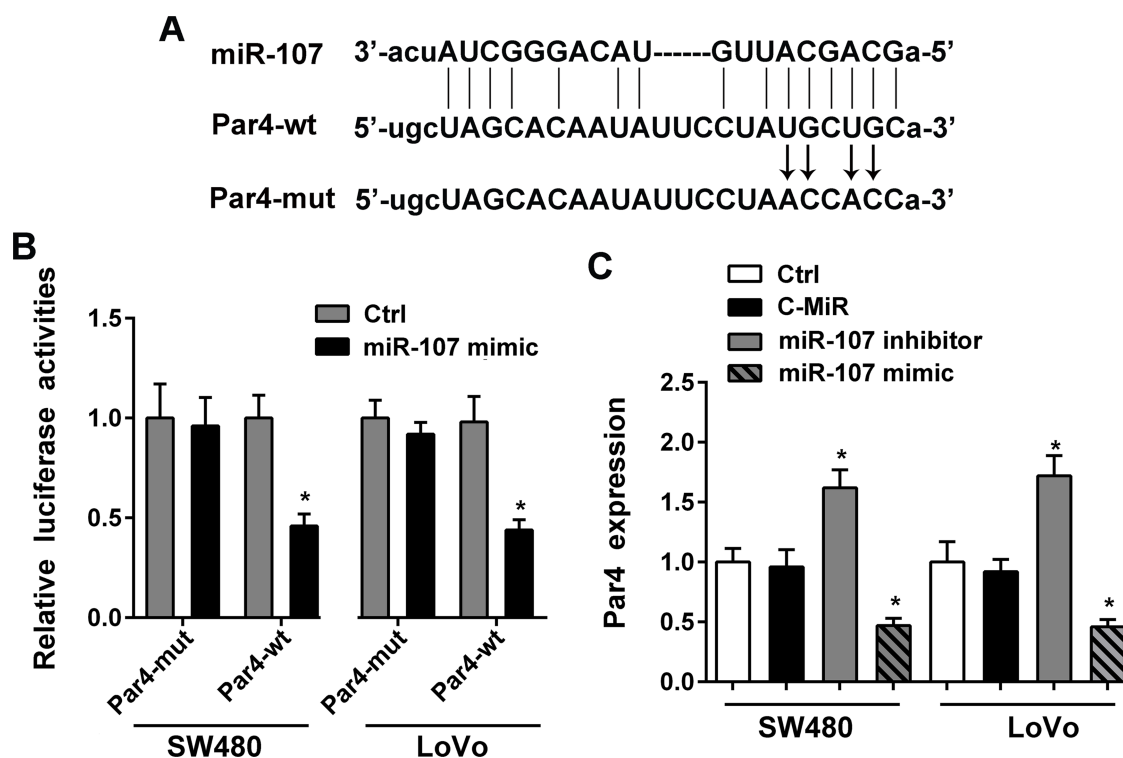 A
miR-107 3’-acuAUCGGGACAU------GUUACGACGa-5’
Par4-wt 5’-ugcUAGCACAAUAUUCCUAUGCUGCa-3’
Par4-mut 5’-ugcUAGCACAAUAUUCCUAACCACCa-3’
B
Relative luciferase activities
Ctrl
miR-107 mimic
1.5
1.0
0.5
0.0
Par4-mut
Par4-wt
Par4-mut
Par4-wt
SW480
LoVo
*
*
C
Ctrl
C-MiR
miR-107 inhibitor
miR-107 mimic
Par4 expression
2.5
2.0
1.5
1.0
0.5
0.0
*
*
*
*
SW480
LoVo